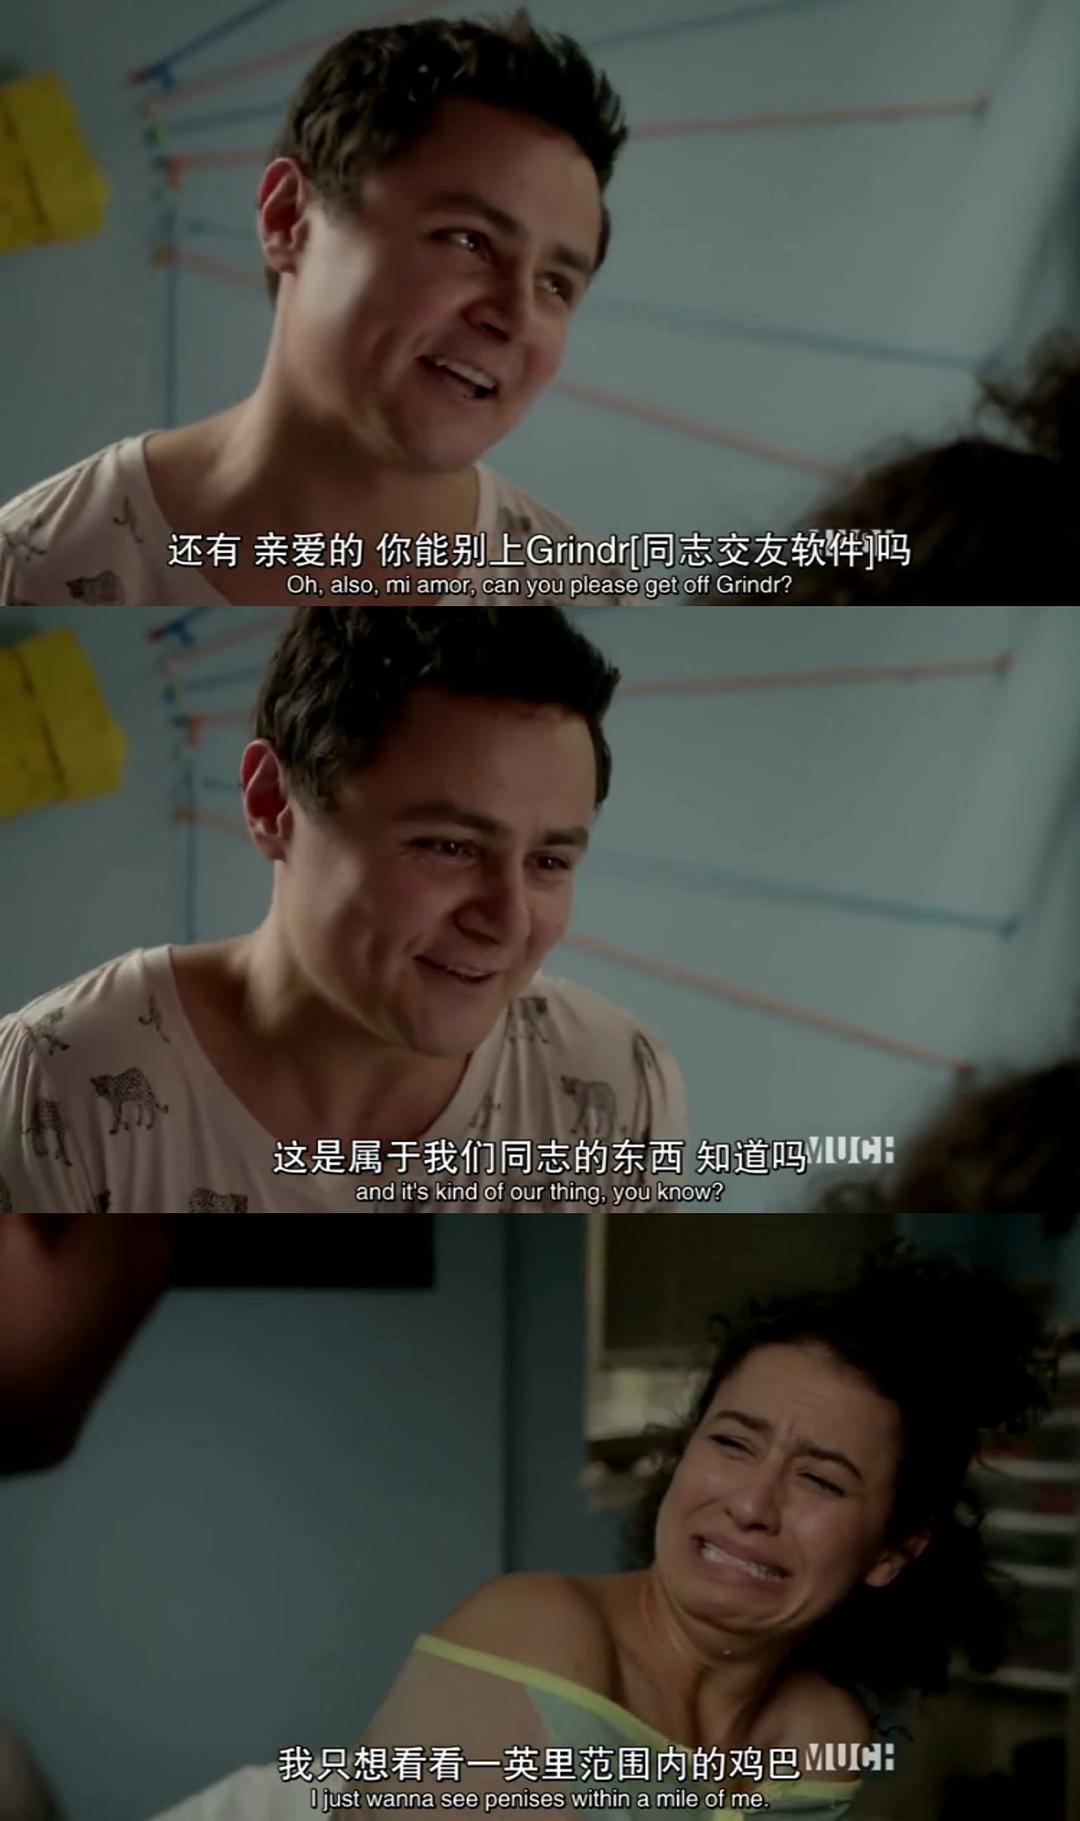 还有 亲爱的 你能别上Grindr[同志交友软件]吗
Oh, also, mi amor, can you please get off Grindr?
这是属于我们同志的东西 知道吗
MUCH
and it's kind of our thing, you know?
我只想看看一英里范围内的鸡巴
MUCH
I just wanna see penises within a mile of me.